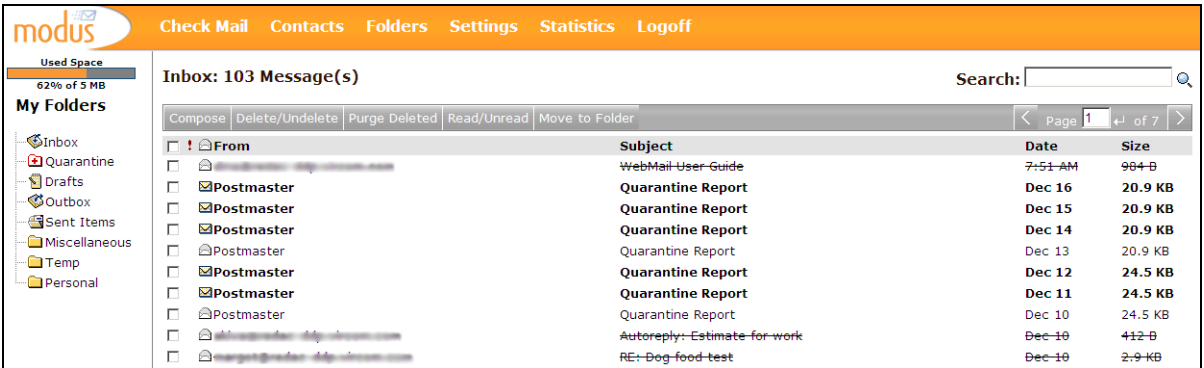 modus Check Mail Contacts Folders Settings Statistics Logoff
Used Space
62% of 5 MB
My Folders
Inbox
Quarantine
Drafts
Outbox
Sent Items
Miscellaneous
Temp
Personal
Inbox: 103 Message(s) Search:
Compose Delete/Undelete Purge Deleted Read/Unread Move to Folder Page 1 of 7
! From Subject Date Size
WebMail User Guide 7:51 AM 984 B
Postmaster Quarantine Report Dec 16 20.9 KB
Postmaster Quarantine Report Dec 15 20.9 KB
Postmaster Quarantine Report Dec 14 20.9 KB
Postmaster Quarantine Report Dec 13 20.9 KB
Postmaster Quarantine Report Dec 12 24.5 KB
Postmaster Quarantine Report Dec 11 24.5 KB
Postmaster Quarantine Report Dec 10 24.5 KB
Autoreply: Estimate for work Dec 10 412 B
RE: Dog food test Dec 10 2.9 KB